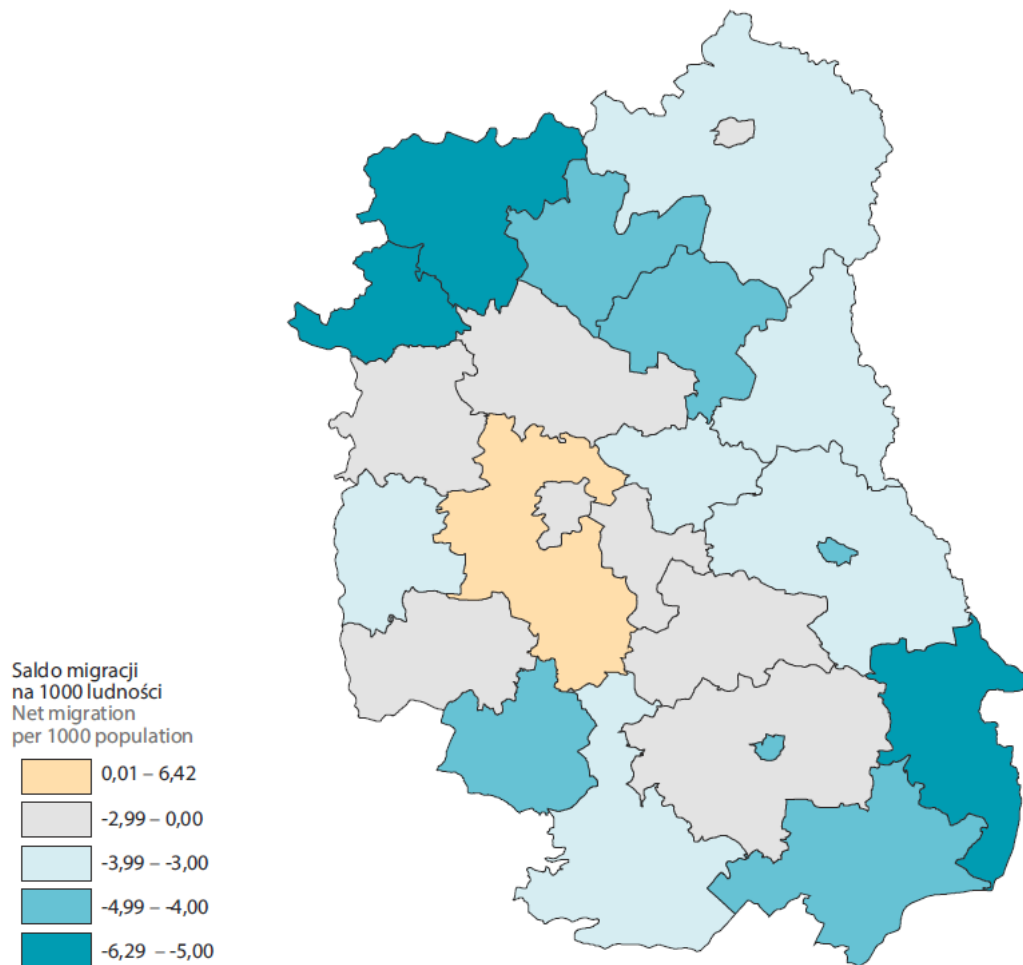 Saldo migracji
na 1000 ludności
Net migration
per 1000 population
0,01 – 6,42
-2,99 – 0,00
-3,99 – -3,00
-4,99 – -4,00
-6,29 – -5,00